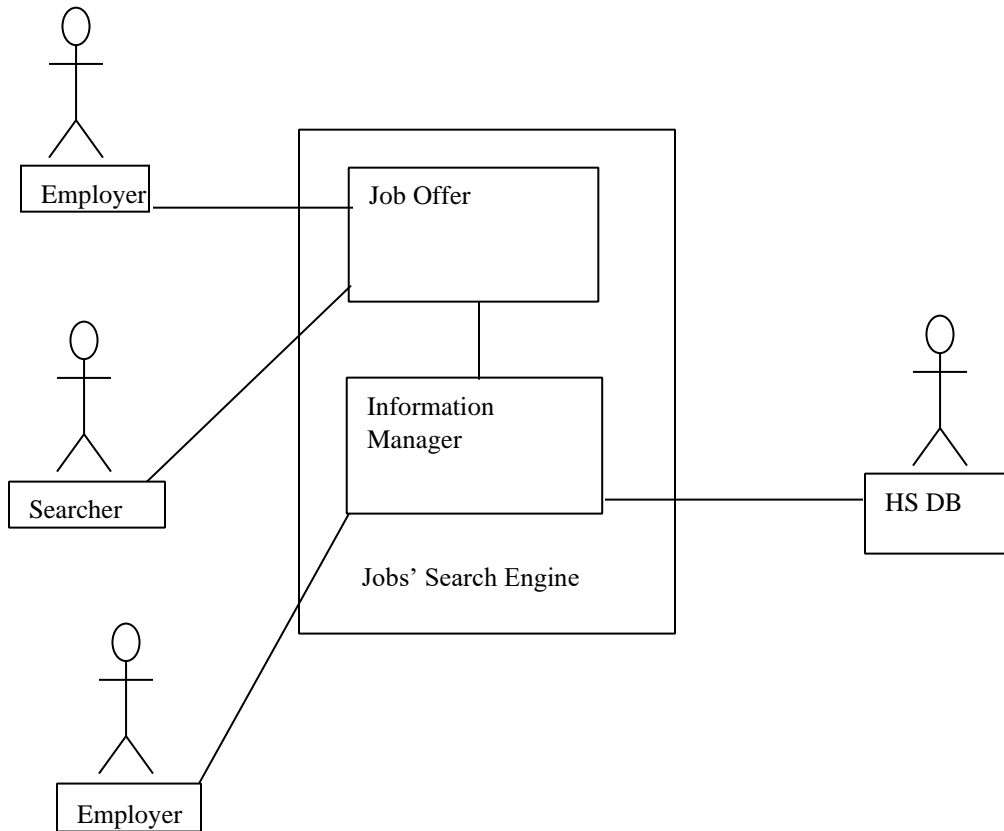 Employer
Job Offer
Information
Manager
Searcher
HS DB
Jobs’ Search Engine
Employer